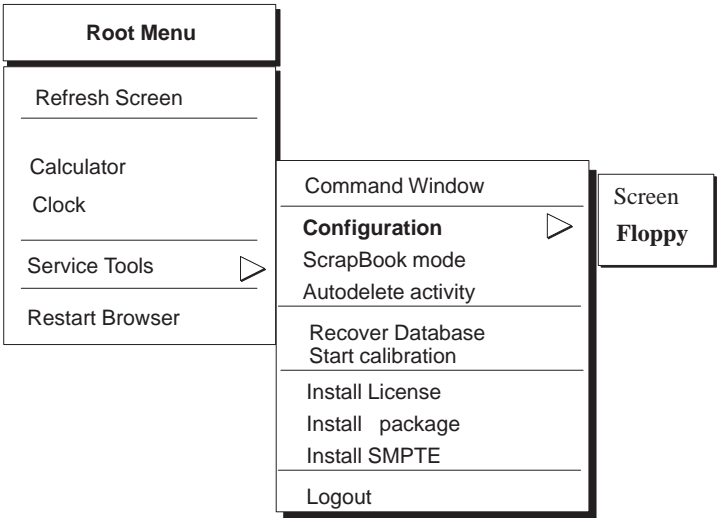 Root Menu
Refresh Screen
Calculator
Clock
Service Tools
Restart Browser
Command Window
Configuration
ScrapBook mode
Autodelete activity
Recover Database
Start calibration
Install License
Install package
Install SMPTE
Logout
Screen
Floppy